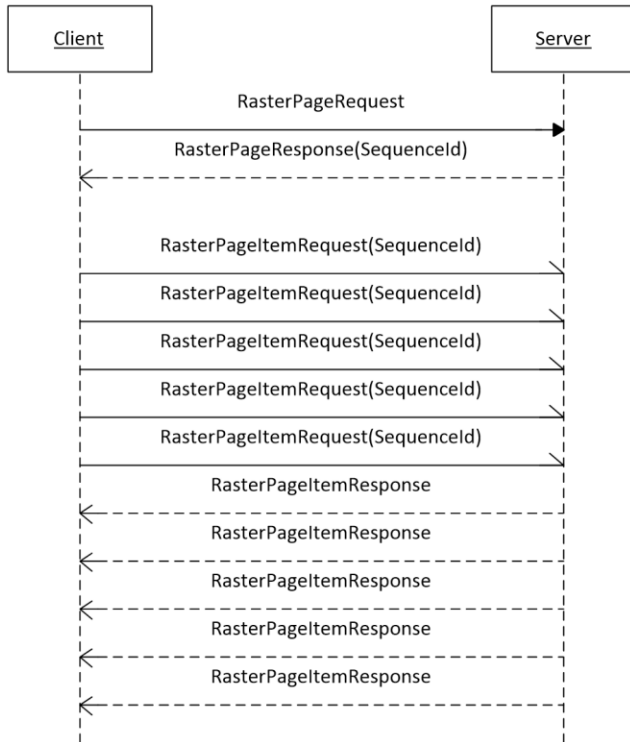 Client
Server
RasterPageRequest
RasterPageResponse(SequenceId)
RasterPageItemRequest(SequenceId)
RasterPageItemRequest(SequenceId)
RasterPageItemRequest(SequenceId)
RasterPageItemRequest(SequenceId)
RasterPageItemRequest(SequenceId)
RasterPageItemResponse
RasterPageItemResponse
RasterPageItemResponse
RasterPageItemResponse
RasterPageItemResponse